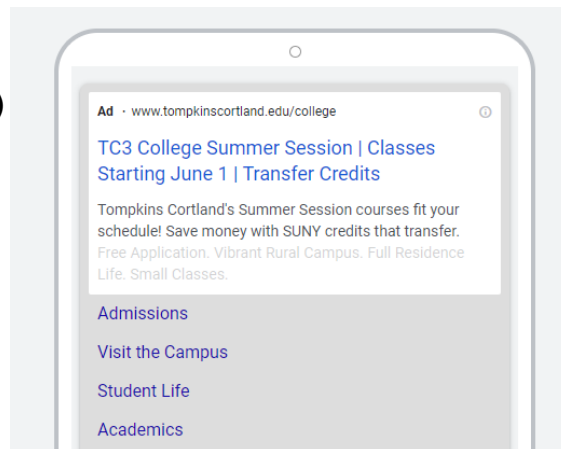 Ad · www.tompkinscortland.edu/college
TC3 College Summer Session | Classes
Starting June 1 | Transfer Credits
Tompkins Cortland's Summer Session courses fit your
schedule! Save money with SUNY credits that transfer.
Free Application. Vibrant Rural Campus. Full Residence
Life. Small Classes.
Admissions
Visit the Campus
Student Life
Academics